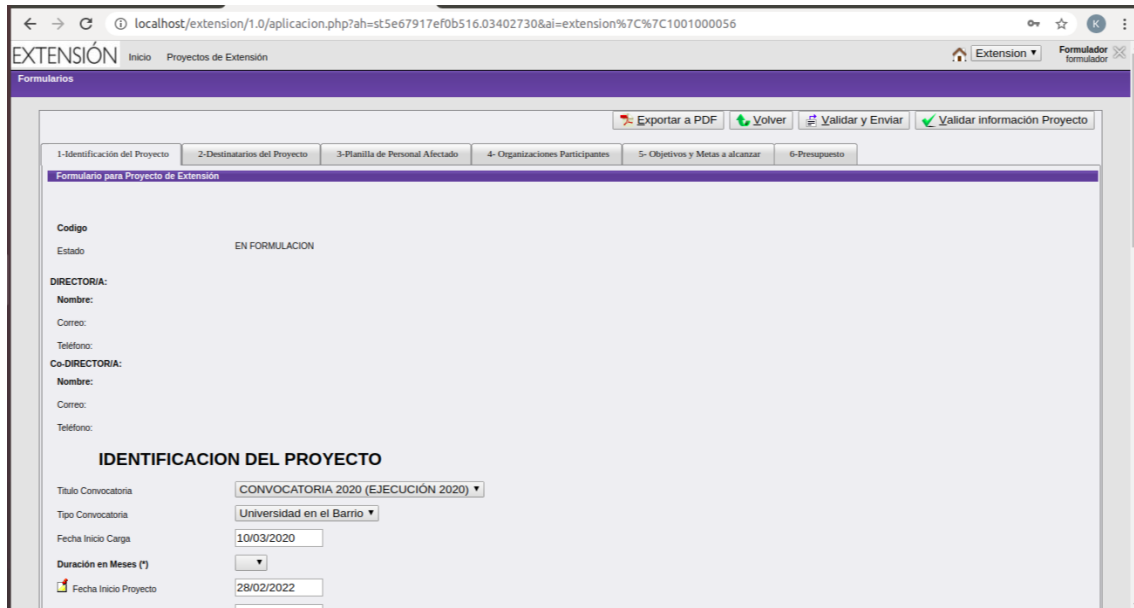 localhost/extension/1.0/aplicacion.php?ah=st5e67917ef0b516.03402730&ai=extension%7C%7C1001000056
K
EXTENSIÓN Inicio Proyectos de Extensión Extension Formulador
formulador
Formularios
Exportar a PDF Volver Validar y Enviar Validar información Proyecto
1-Identificación del Proyecto 2-Destinatarios del Proyecto 3-Planilla de Personal Afectado 4- Organizaciones Participantes 5- Objetivos y Metas a alcanzar 6-Presupuesto
Formulario para Proyecto de Extensión
Codigo
Estado EN FORMULACION
DIRECTOR/A:
Nombre:
Correo:
Teléfono:
Co-DIRECTOR/A:
Nombre:
Correo:
Teléfono:
IDENTIFICACION DEL PROYECTO
Titulo Convocatoria CONVOCATORIA 2020 (EJECUCIÓN 2020)
Tipo Convocatoria Universidad en el Barrio
Fecha Inicio Carga 10/03/2020
Duración en Meses (*)
Fecha Inicio Proyecto 28/02/2022